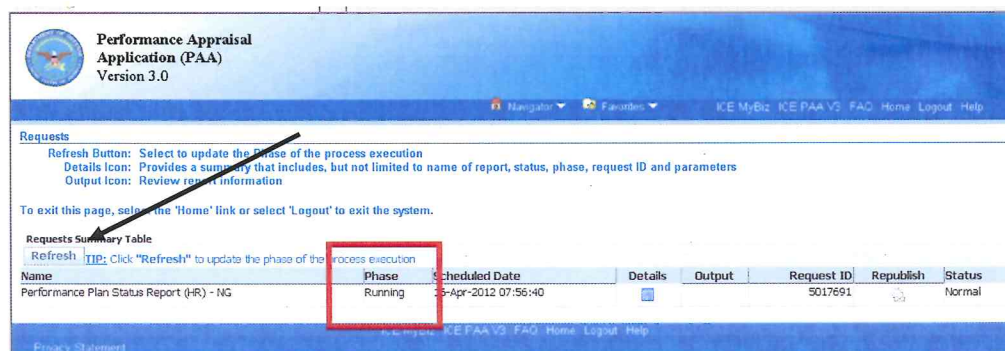 Performance Appraisal
Application (PAA)
Version 3.0
Navigator Favorites ICE MyBiz ICE PAA V3 FAQ Home Logout Help
Requests
Refresh Button: Select to update the Phase of the process execution
Details Icon: Provides a summary that includes, but not limited to name of report, status, phase, request ID and parameters
Output Icon: Review report information
To exit this page, select the 'Home' link or select 'Logout' to exit the system.
Requests Summary Table
Refresh TIP: Click "Refresh" to update the phase of the process execution
Name Phase Scheduled Date Details Output Request ID Republish Status
Performance Plan Status Report (HR) - NG Running -Apr-2012 07:56:40 5017691 Normal
ICE MyBiz ICE PAA V3 FAQ Home Logout Help
Privacy Statement